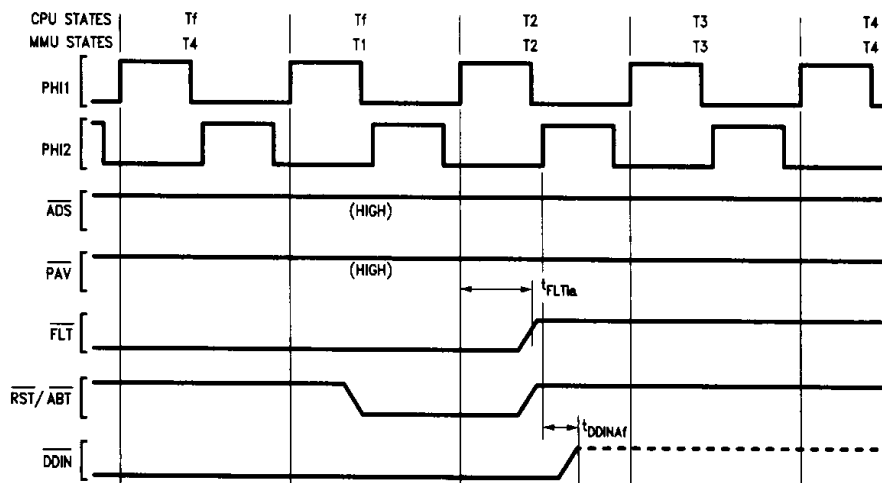 CPU STATES Tf Tf T2 T3 T4
MMU STATES T4 T1 T2 T3 T4
PHI1
PHI2
ADS (HIGH)
PAV (HIGH)
tFLTIa
FLT
RST/ABT
tDDINAf
DDIN